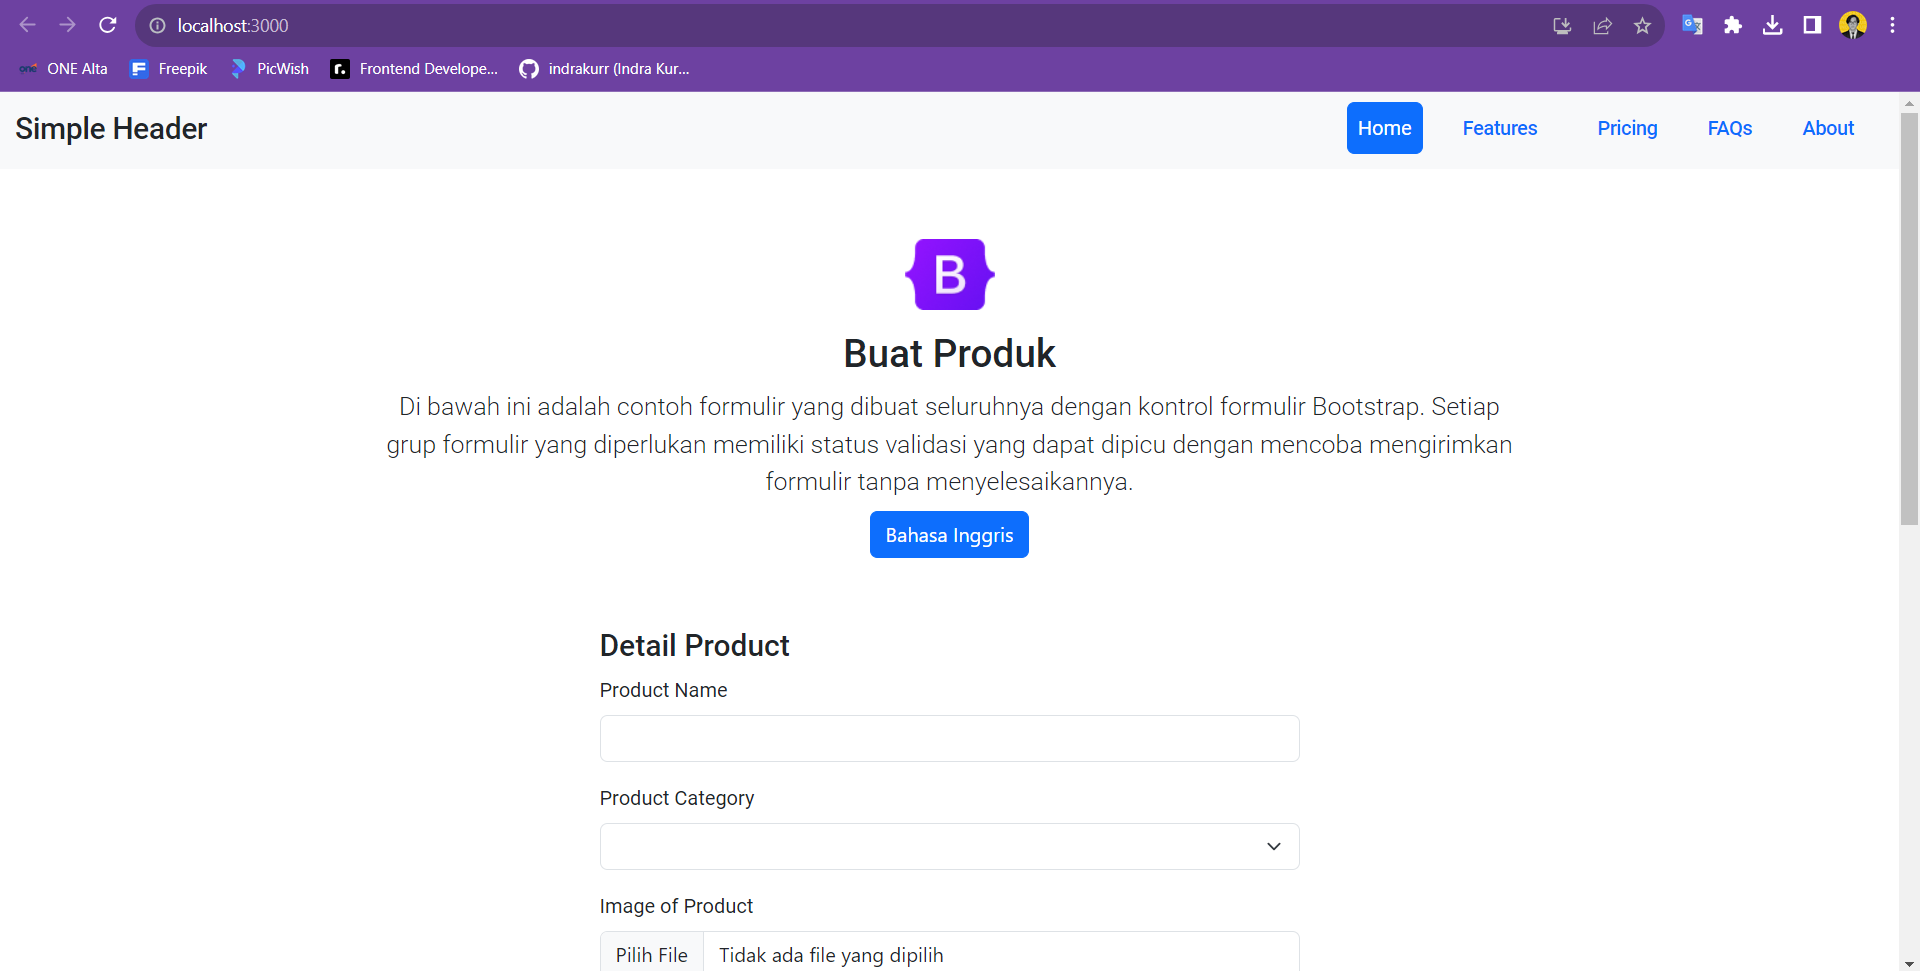 localhost:3000
one ONE Alta Freepik PicWish r. Frontend Develope... indrakurr (Indra Kur...
Simple Header Home Features Pricing FAQs About
B
Buat Produk
Di bawah ini adalah contoh formulir yang dibuat seluruhnya dengan kontrol formulir Bootstrap. Setiap
grup formulir yang diperlukan memiliki status validasi yang dapat dipicu dengan mencoba mengirimkan
formulir tanpa menyelesaikannya.
Bahasa Inggris
Detail Product
Product Name
Product Category
Image of Product
Pilih File Tidak ada file yang dipilih